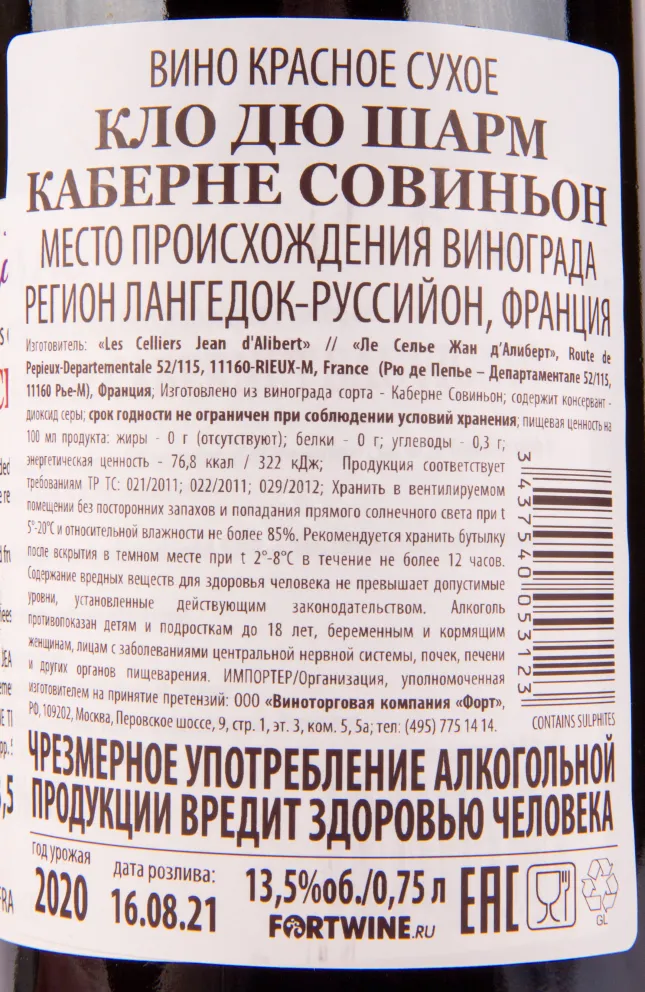 ВИНО КРАСНОЕ СУХОЕ
КЛО ДЮ ШАРМ
КАБЕРНЕ СОВИНЬОН
МЕСТО ПРОИСХОЖДЕНИЯ ВИНОГРАДА
РЕГИОН ЛАНГЕДОК-РУССИЙОН, ФРАНЦИЯ
Изготовитель: «Les Celliers Jean d'Alibert» // «Ле Селье Жан д'Алиберт», Route de
Pepieux-Departementale 52/115, 11160-RIEUX-M, France (Рю де Пепье – Департаментале 52/115,
11160 Рье-М), Франция; Изготовлено из винограда сорта - Каберне Совиньон; содержит консервант -
диоксид серы; срок годности не ограничен при соблюдении условий хранения; пищевая ценность на
100 мл продукта: жиры - 0 г (отсутствуют); белки - 0 г; углеводы - 0,3 г;
энергетическая ценность - 76,8 ккал / 322 кДж; Продукция соответствует
требованиям ТР ТС: 021/2011; 022/2011; 029/2012; Хранить в вентилируемом
помещении без посторонних запахов и попадания прямого солнечного света при t
5°-20°С и относительной влажности не более 85%. Рекомендуется хранить бутылку
после вскрытия в темном месте при t 2°-8°С в течение не более 12 часов.
Содержание вредных веществ для здоровья человека не превышает допустимые
уровни, установленные действующим законодательством. Алкоголь
противопоказан детям и подросткам до 18 лет, беременным и кормящим
женщинам, лицам с заболеваниями центральной нервной системы, почек, печени
и других органов пищеварения. ИМПОРТЕР/Организация, уполномоченная
изготовителем на принятие претензий: ООО «Виноторговая компания «Форт»,
РФ, 109202, Москва, Перовское шоссе, 9, стр. 1, эт. 3, ком. 5, 5а; тел: (495) 775 14 14.
3 437540 053123
CONTAINS SULPHITES
ЧРЕЗМЕРНОЕ УПОТРЕБЛЕНИЕ АЛКОГОЛЬНОЙ
ПРОДУКЦИИ ВРЕДИТ ЗДОРОВЬЮ ЧЕЛОВЕКА
год урожая
2020
дата розлива:
16.08.21
13,5%об./0,75 л
FORTWINE.RU
EAC
GL